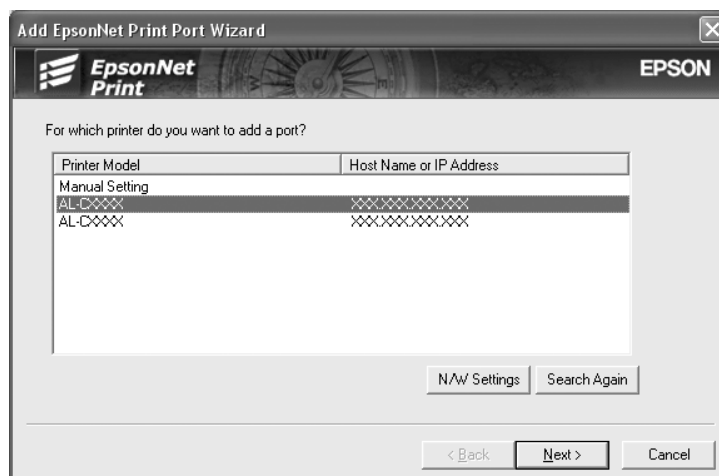 Add EpsonNet Print Port Wizard
EpsonNet
Print
EPSON
For which printer do you want to add a port?
Printer Model Host Name or IP Address
Manual Setting
AL-CXXXX XXX.XXX.XXX.XXX
AL-CXXXX XXX.XXX.XXX.XXX
N/W Settings Search Again
< Back Next > Cancel